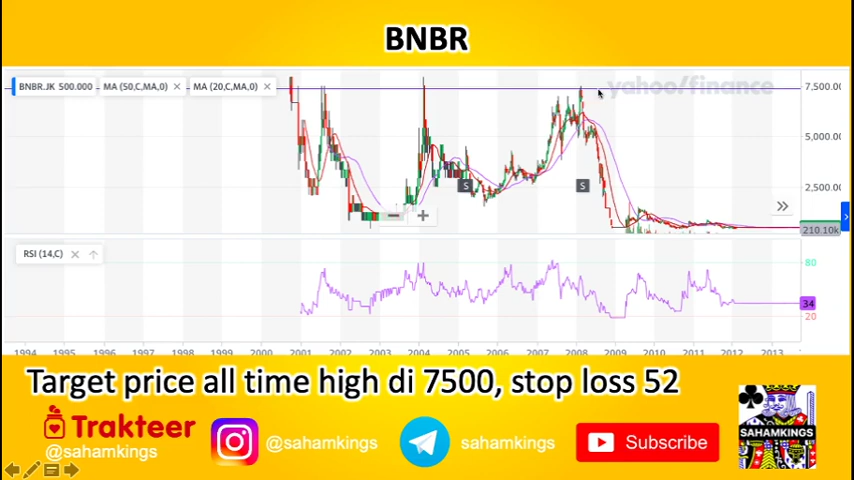 BNBR
BNBR.JK 500.000 MA (50,C,MA,0) MA (20,C,MA,0)
yahoo!finance
7,500.00
5,000.00
2,500.00
S S
210.10k
RSI (14,C)
80
34
20
1994 1995 1996 1997 1998 1999 2000 2001 2002 2003 2004 2005 2006 2007 2008 2009 2010 2011 2012 2013
Target price all time high di 7500, stop loss 52
Trakteer
@sahamkings
@sahamkings
sahamkings
Subscribe
SAHAMKINGS